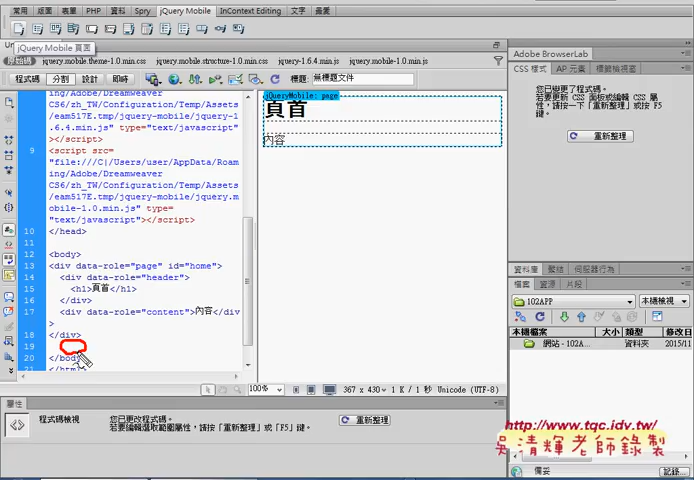 常用 版面 表單 PHP 資料 Spry jQuery Mobile InContext Editing 文字 最愛
jQuery Mobile 頁面
原始碼 jquery.mobile.theme-1.0.min.css jquery.mobile.structure-1.0.min.css jquery-1.6.4.min.js jquery.mobile-1.0.min.js
程式碼 分割 設計 即時 標題: 無標題文件
ing/Adobe/Dreamweaver
CS6/zh_TW/Configuration/Temp/Assets
/eam517E.tmp/jquery-mobile/jquery-1
.6.4.min.js" type="text/javascript"
></script>
9 <script src=
"file:///C|/Users/user/AppData/Roam
ing/Adobe/Dreamweaver
CS6/zh_TW/Configuration/Temp/Assets
/eam517E.tmp/jquery-mobile/jquery.m
obile-1.0.min.js" type=
"text/javascript"></script>
10 </head>
11
12 <body>
13 <div data-role="page" id="home">
14 <div data-role="header">
15 <h1>頁首</h1>
16 </div>
17 <div data-role="content">內容</div
>
18 </div>
19
20 </body>
21 </html>
jQueryMobile: page
頁首
內容
100% 367 x 430 1 K / 1 秒 Unicode (UTF-8)
屬性
程式碼檢視 您已更改程式碼。
若要編輯選取範圍屬性，請按「重新整理」或「F5」鍵。
重新整理
Adobe BrowserLab
CSS 樣式 AP 元素 標籤檢視窗
您已變更了程式碼。
若要更新 CSS 面板或編輯 CSS 屬
性，請按一下「重新整理」或按 F5
鍵。
重新整理
資料庫 繫結 伺服器行為
檔案 資源 片段
102APP 本機檢視
本機檔案 大小 類型 修改日
網站 - 102A... 資料夾 2015/11
http://www.tqc.idv.tw/
吳清輝老師錄製
備妥 記錄...